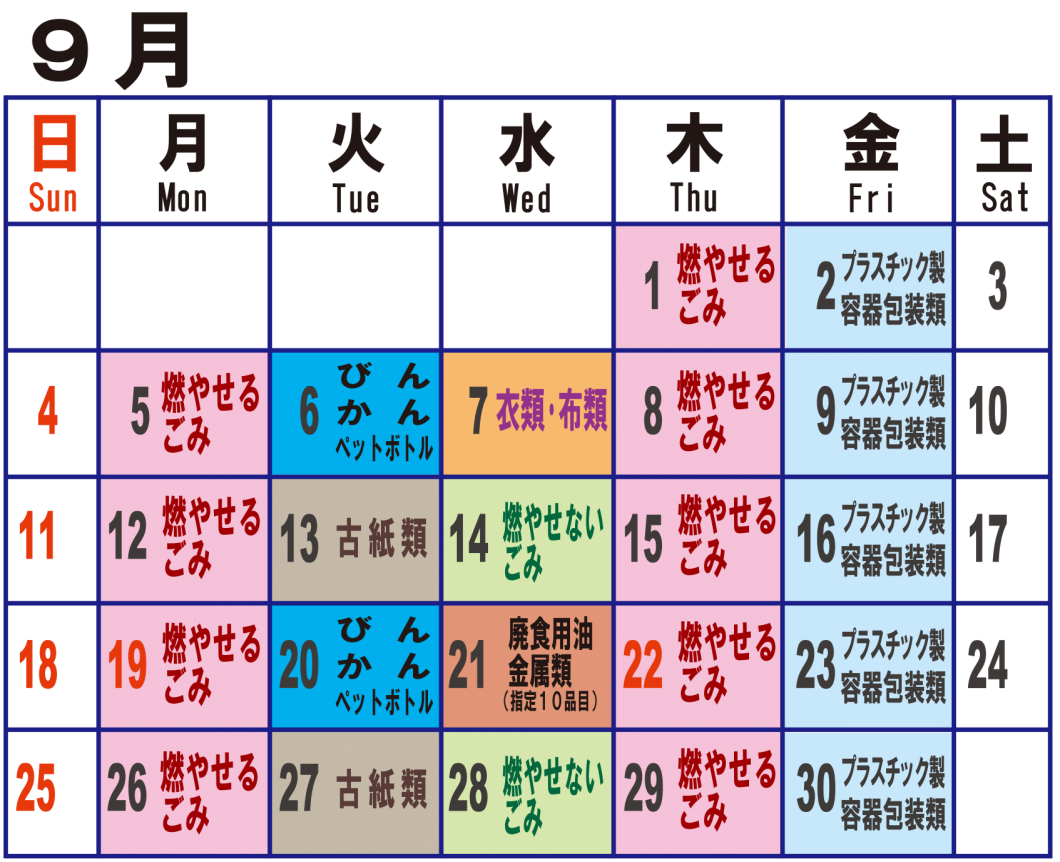 9月
日 月 火 水 木 金 土
Sun Mon Tue Wed Thu Fri Sat
1 燃やせる
ごみ
2 プラスチック製
容器包装類
3
4
5 燃やせる
ごみ
6 びん
かん
ペットボトル
7 衣類・布類
8 燃やせる
ごみ
9 プラスチック製
容器包装類
10
11
12 燃やせる
ごみ
13 古紙類
14 燃やせない
ごみ
15 燃やせる
ごみ
16 プラスチック製
容器包装類
17
18
19 燃やせる
ごみ
20 びん
かん
ペットボトル
21 廃食用油
金属類
(指定10品目)
22 燃やせる
ごみ
23 プラスチック製
容器包装類
24
25
26 燃やせる
ごみ
27 古紙類
28 燃やせない
ごみ
29 燃やせる
ごみ
30 プラスチック製
容器包装類